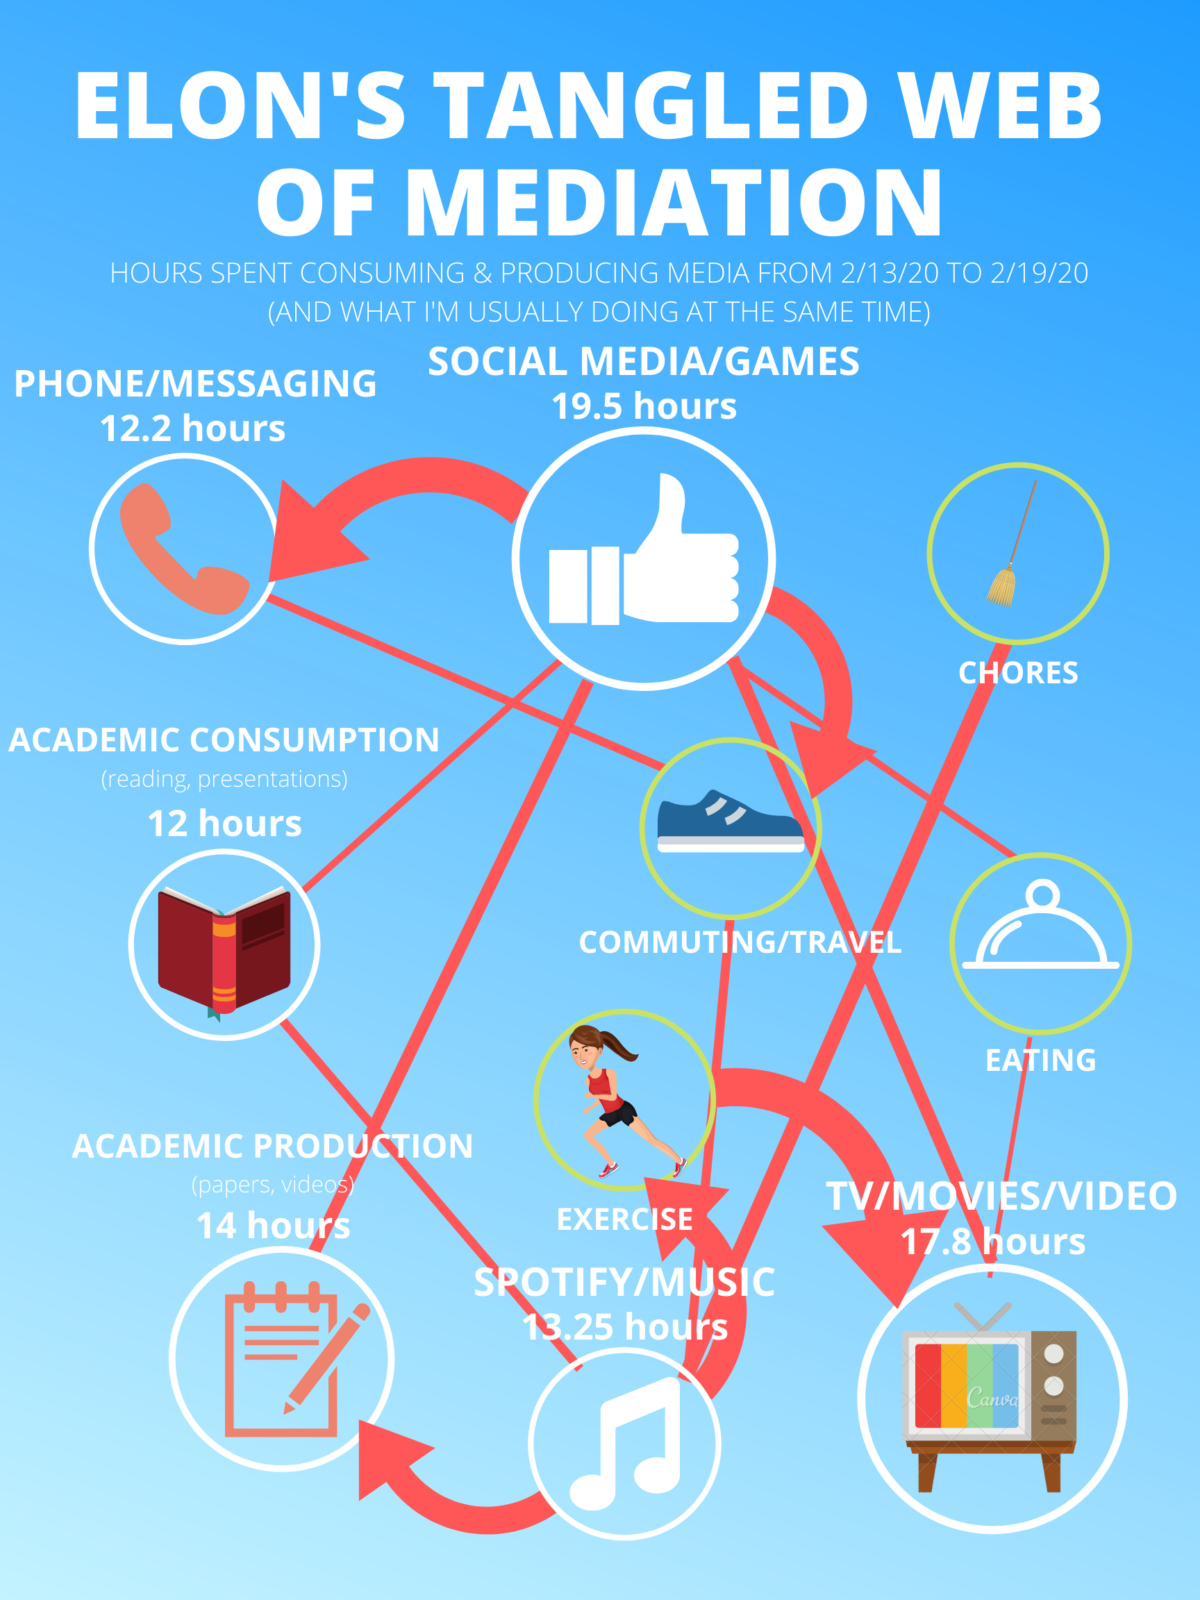 ELON'S TANGLED WEB
OF MEDIATION
HOURS SPENT CONSUMING & PRODUCING MEDIA FROM 2/13/20 TO 2/19/20
(AND WHAT I'M USUALLY DOING AT THE SAME TIME)
PHONE/MESSAGING
12.2 hours
SOCIAL MEDIA/GAMES
19.5 hours
CHORES
ACADEMIC CONSUMPTION
(reading, presentations)
12 hours
COMMUTING/TRAVEL
EATING
ACADEMIC PRODUCTION
(papers, videos)
14 hours
EXERCISE
TV/MOVIES/VIDEO
17.8 hours
SPOTIFY/MUSIC
13.25 hours
Canva